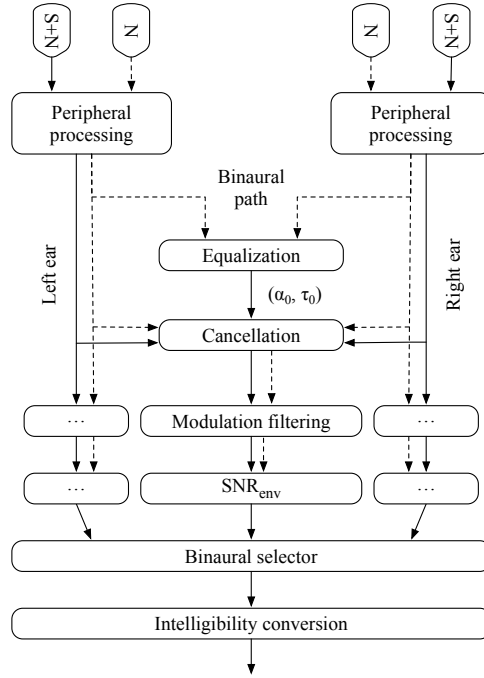 S+N
N
N
S+N
Peripheral
processing
Peripheral
processing
Binaural
path
Left ear
Right ear
Equalization
(α₀, τ₀)
Cancellation
...
Modulation filtering
...
...
SNRₑₙᵥ
...
Binaural selector
Intelligibility conversion